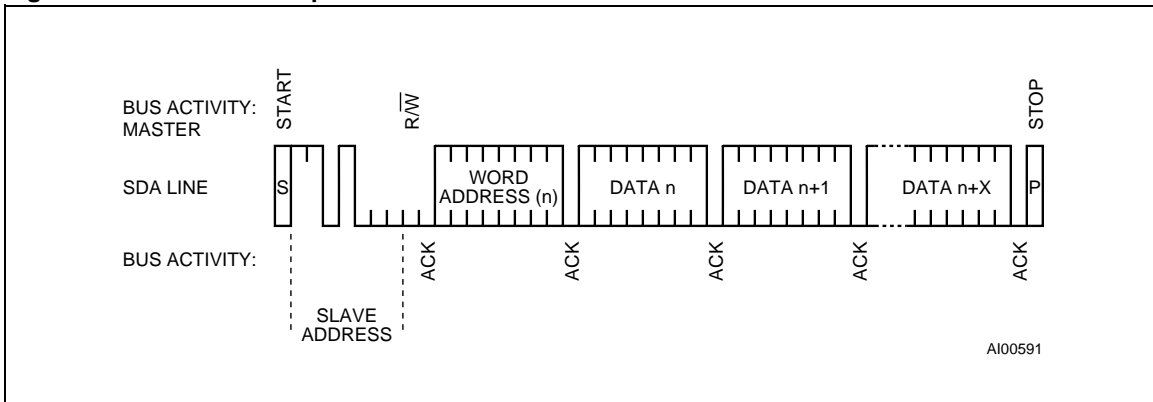 BUS ACTIVITY:
MASTER
START
R/W
STOP
SDA LINE
S
WORD
ADDRESS (n)
DATA n
DATA n+1
DATA n+X
P
BUS ACTIVITY:
ACK
ACK
ACK
ACK
ACK
SLAVE
ADDRESS
AI00591